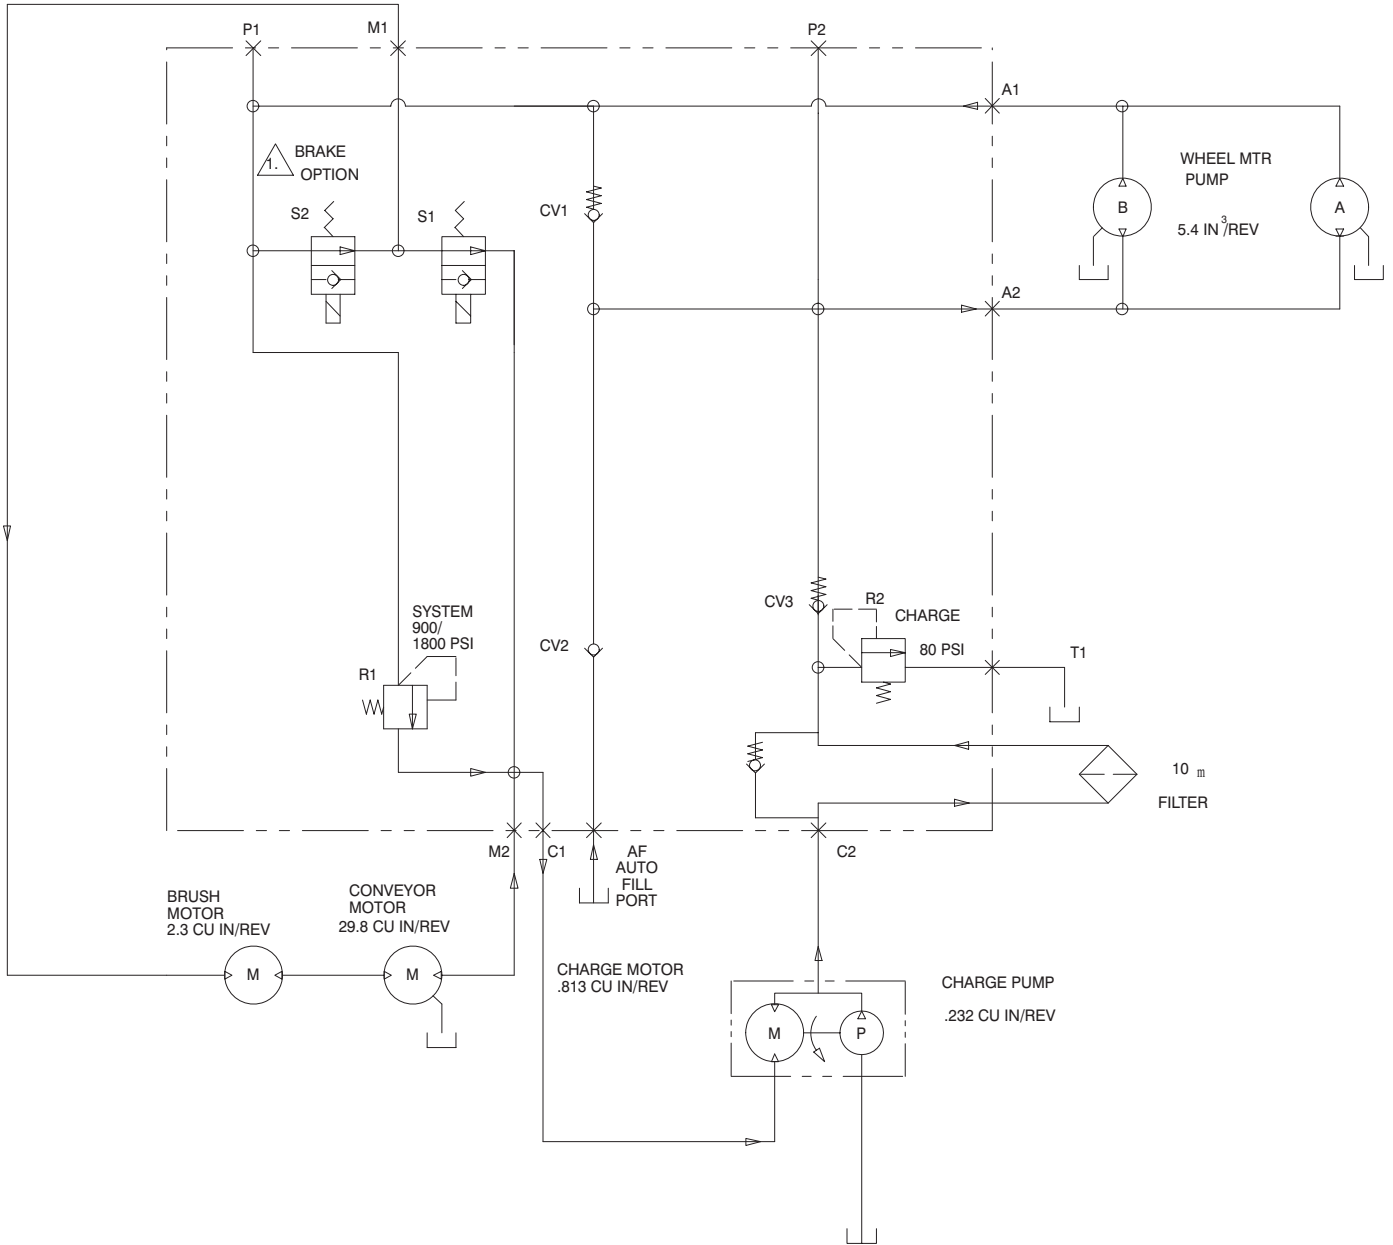 P1
M1
P2
A1
1.
BRAKE
OPTION
WHEEL MTR
PUMP
5.4 IN 3/REV
B
A
S2
S1
CV1
A2
SYSTEM
900/
1800 PSI
R1
CV2
CV3
R2
CHARGE
80 PSI
T1
10 m
FILTER
M2
C1
AF
AUTO
FILL
PORT
C2
BRUSH
MOTOR
2.3 CU IN/REV
CONVEYOR
MOTOR
29.8 CU IN/REV
M
M
CHARGE MOTOR
.813 CU IN/REV
CHARGE PUMP
.232 CU IN/REV
M
P